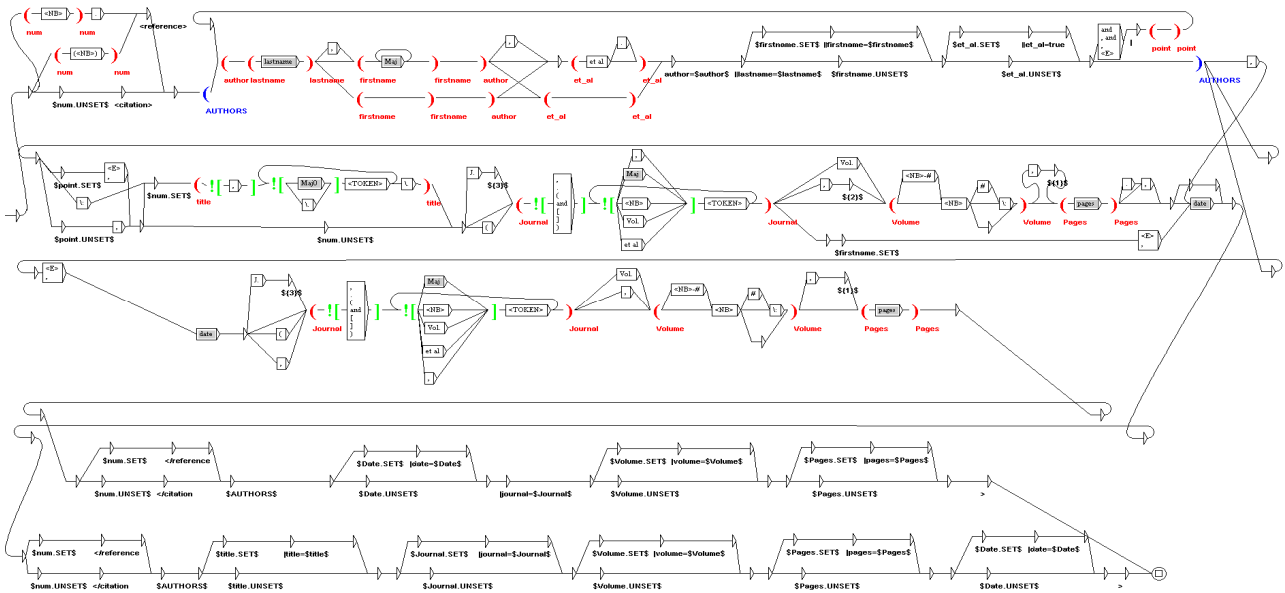 <NB> .
num num <reference>
(<NB>)
num num
$num.UNSET$ <citation>
AUTHORS
lastname , Maj , et al .
author lastname lastname firstname firstname author et_al et_al
firstname firstname author et_al et_al
author=$author$ |lastname=$lastname$
$firstname.SET$ |firstname=$firstname$
$firstname.UNSET$
$et_al.SET$ |et_al=true
$et_al.UNSET$
and
, and
,
<E>
|
point point
AUTHORS
,
<E>
,
$point.SET$
\.
$point.UNSET$
,
$num.SET$
title
![ , ] ![ Maj0 \. ] <TOKEN> \.
title
$num.UNSET$
J.
${3}$
(
Journal
![
,
(
and
[
]
)
]
![
,
Maj
<NB>
Vol.
et al
]
<TOKEN>
Journal
Vol.
,
${2}$
$firstname.SET$
Volume
<NB>-#
<NB>
#
\:
Volume
,
${1}$
Pages
pages
Pages
. ,
<E>
,
date
<E>
,
date
J.
${3}$
(
,
Journal
![
,
(
and
[
]
)
]
![
Maj
<NB>
Vol.
et al
,
]
<TOKEN>
Journal
Vol.
,
Volume
<NB>-#
<NB>
#
\:
Volume
,
${1}$
Pages
pages
Pages
$num.SET$ </reference $Date.SET$ |date=$Date$ $Volume.SET$ |volume=$Volume$ $Pages.SET$ |pages=$Pages$
$num.UNSET$ </citation $AUTHORS$ $Date.UNSET$ |journal=$Journal$ $Volume.UNSET$ $Pages.UNSET$ >
$num.SET$ </reference $title.SET$ |title=$title$ $Journal.SET$ |journal=$Journal$ $Volume.SET$ |volume=$Volume$ $Pages.SET$ |pages=$Pages$ $Date.SET$ |date=$Date$
$num.UNSET$ </citation $AUTHORS$ $title.UNSET$ $Journal.UNSET$ $Volume.UNSET$ $Pages.UNSET$ $Date.UNSET$ >